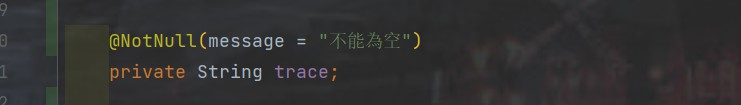 @NotNull(message = "不能為空")
private String trace;